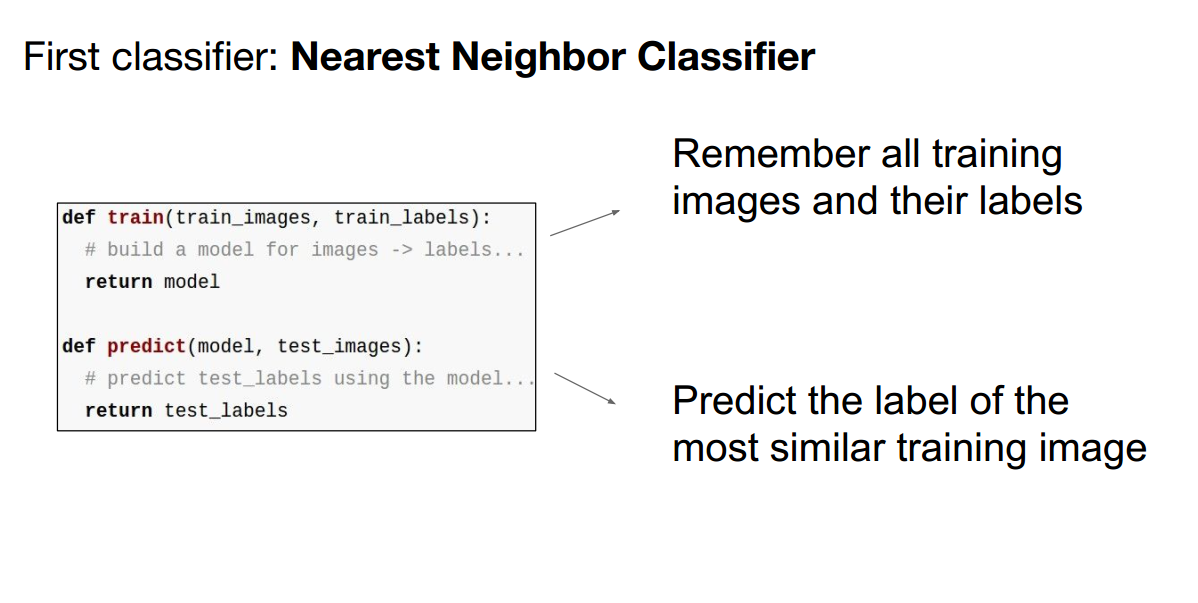 First classifier: Nearest Neighbor Classifier
def train(train_images, train_labels):
# build a model for images -> labels...
return model
def predict(model, test_images):
# predict test_labels using the model...
return test_labels
Remember all training
images and their labels
Predict the label of the
most similar training image